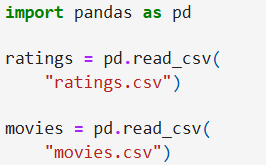 import pandas as pd
ratings = pd.read_csv(
    "ratings.csv")
movies = pd.read_csv(
    "movies.csv")